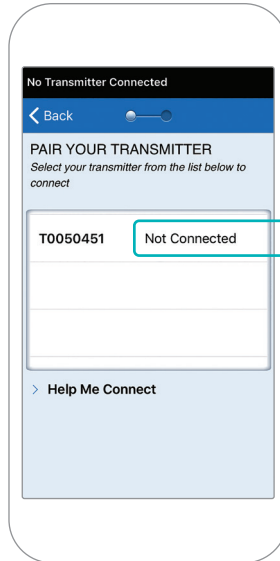 No Transmitter Connected
Back
PAIR YOUR TRANSMITTER
Select your transmitter from the list below to
connect
T0050451 Not Connected
Help Me Connect